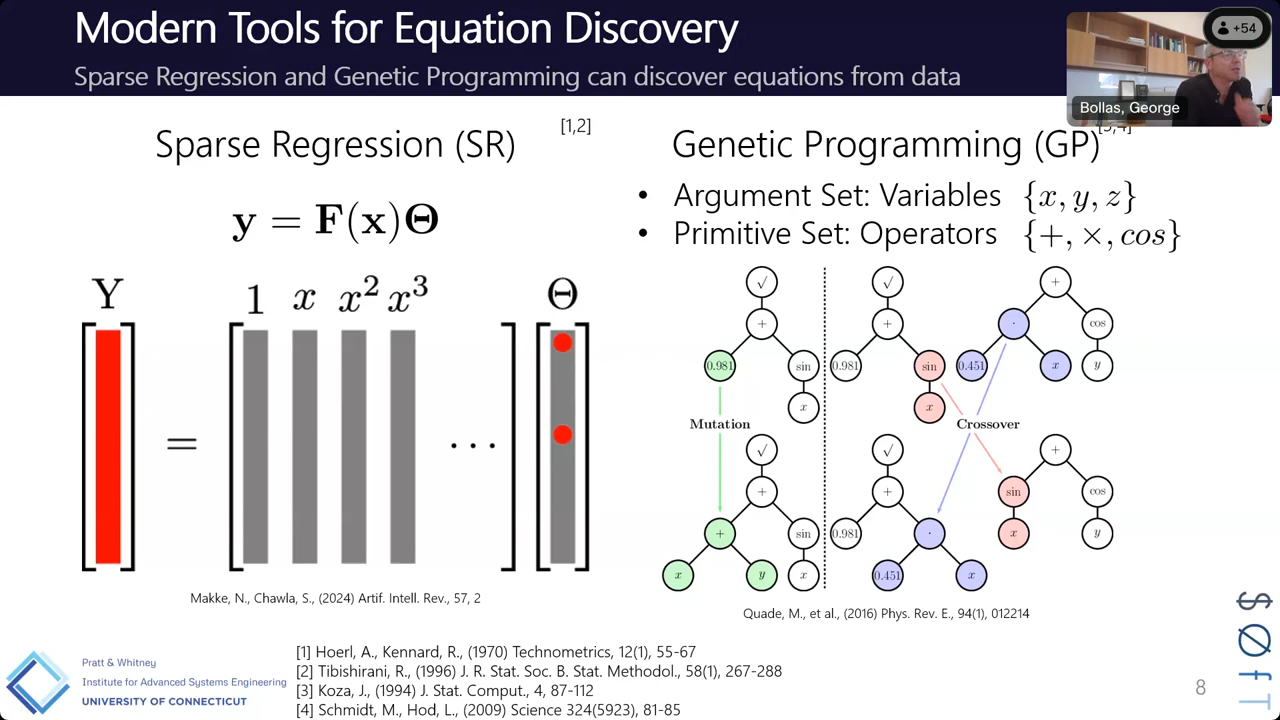 Modern Tools for Equation Discovery
Sparse Regression and Genetic Programming can discover equations from data
+54
Bollas, George
Sparse Regression (SR) [1,2]
y = F(x)Θ
Y
1 x x² x³
Θ
=
...
Makke, N., Chawla, S., (2024) Artif. Intell. Rev., 57, 2
Genetic Programming (GP) [3,4]
• Argument Set: Variables {x, y, z}
• Primitive Set: Operators {+, ×, cos}
√ √ +
+ + · cos
0.981 sin 0.981 sin 0.451 x y
x x
Mutation Crossover
√ √ +
+ + sin cos
+ sin 0.981 · x y
x y x 0.451 x
Quade, M., et al., (2016) Phys. Rev. E., 94(1), 012214
[1] Hoerl, A., Kennard, R., (1970) Technometrics, 12(1), 55-67
[2] Tibishirani, R., (1996) J. R. Stat. Soc. B. Stat. Methodol., 58(1), 267-288
[3] Koza, J., (1994) J. Stat. Comput., 4, 87-112
[4] Schmidt, M., Hod, L., (2009) Science 324(5923), 81-85
Pratt & Whitney
Institute for Advanced Systems Engineering
UNIVERSITY OF CONNECTICUT
8